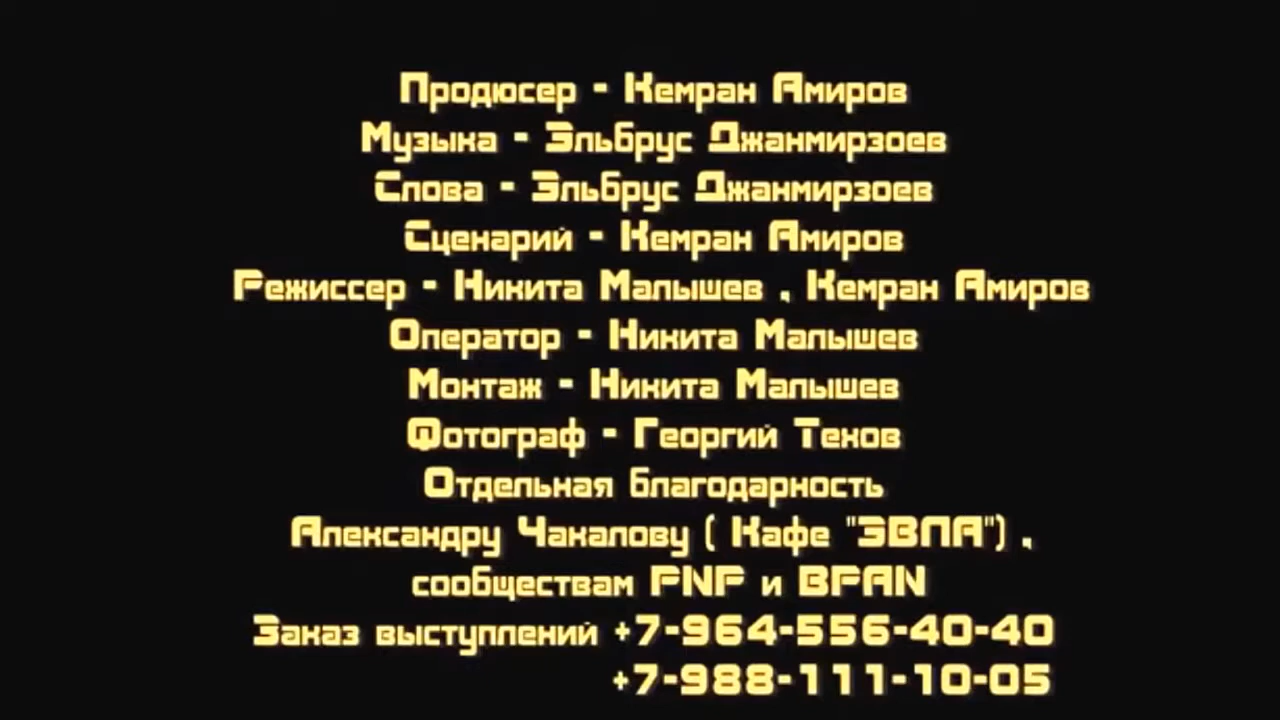 Продюсер - Кемран Амиров
Музыка - Эльбрус Джанмирзоев
Слова - Эльбрус Джанмирзоев
Сценарий - Кемран Амиров
Режиссер - Никита Малышев , Кемран Амиров
Оператор - Никита Малышев
Монтаж - Никита Малышев
Фотограф - Георгий Техов
Отдельная благодарность
Александру Чакалову ( Кафе "ЭВЛА") ,
сообществам PNP и BPAN
Заказ выступлений +7-964-556-40-40
+7-988-111-10-05